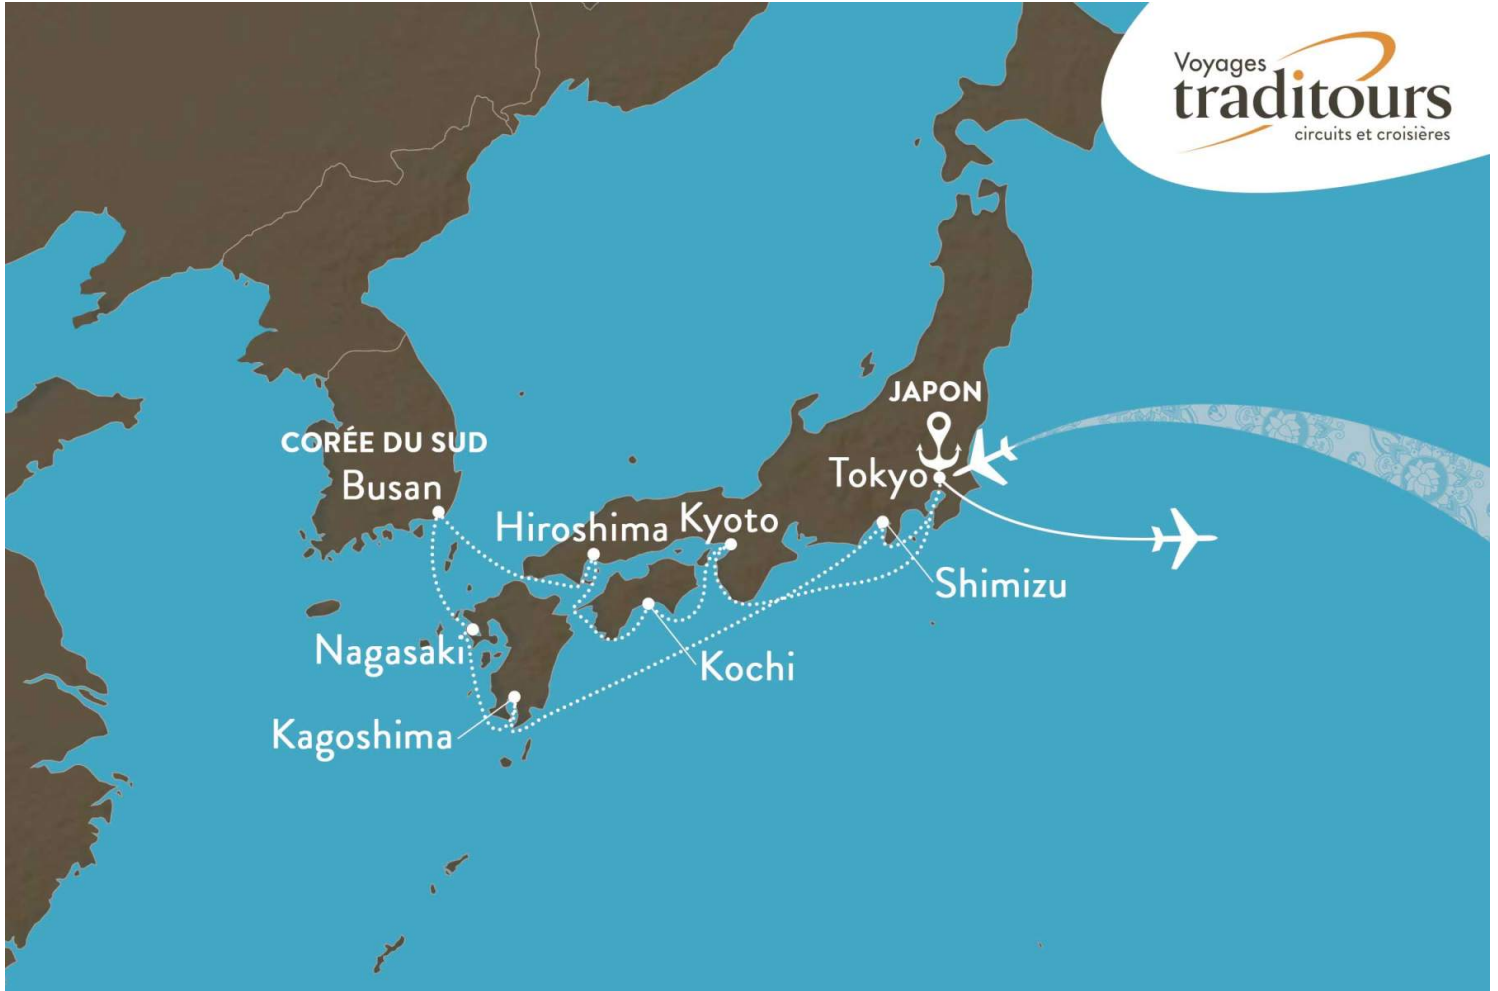 Voyages
traditours
circuits et croisières
JAPON
Tokyo
CORÉE DU SUD
Busan
Hiroshima
Kyoto
Shimizu
Nagasaki
Kochi
Kagoshima